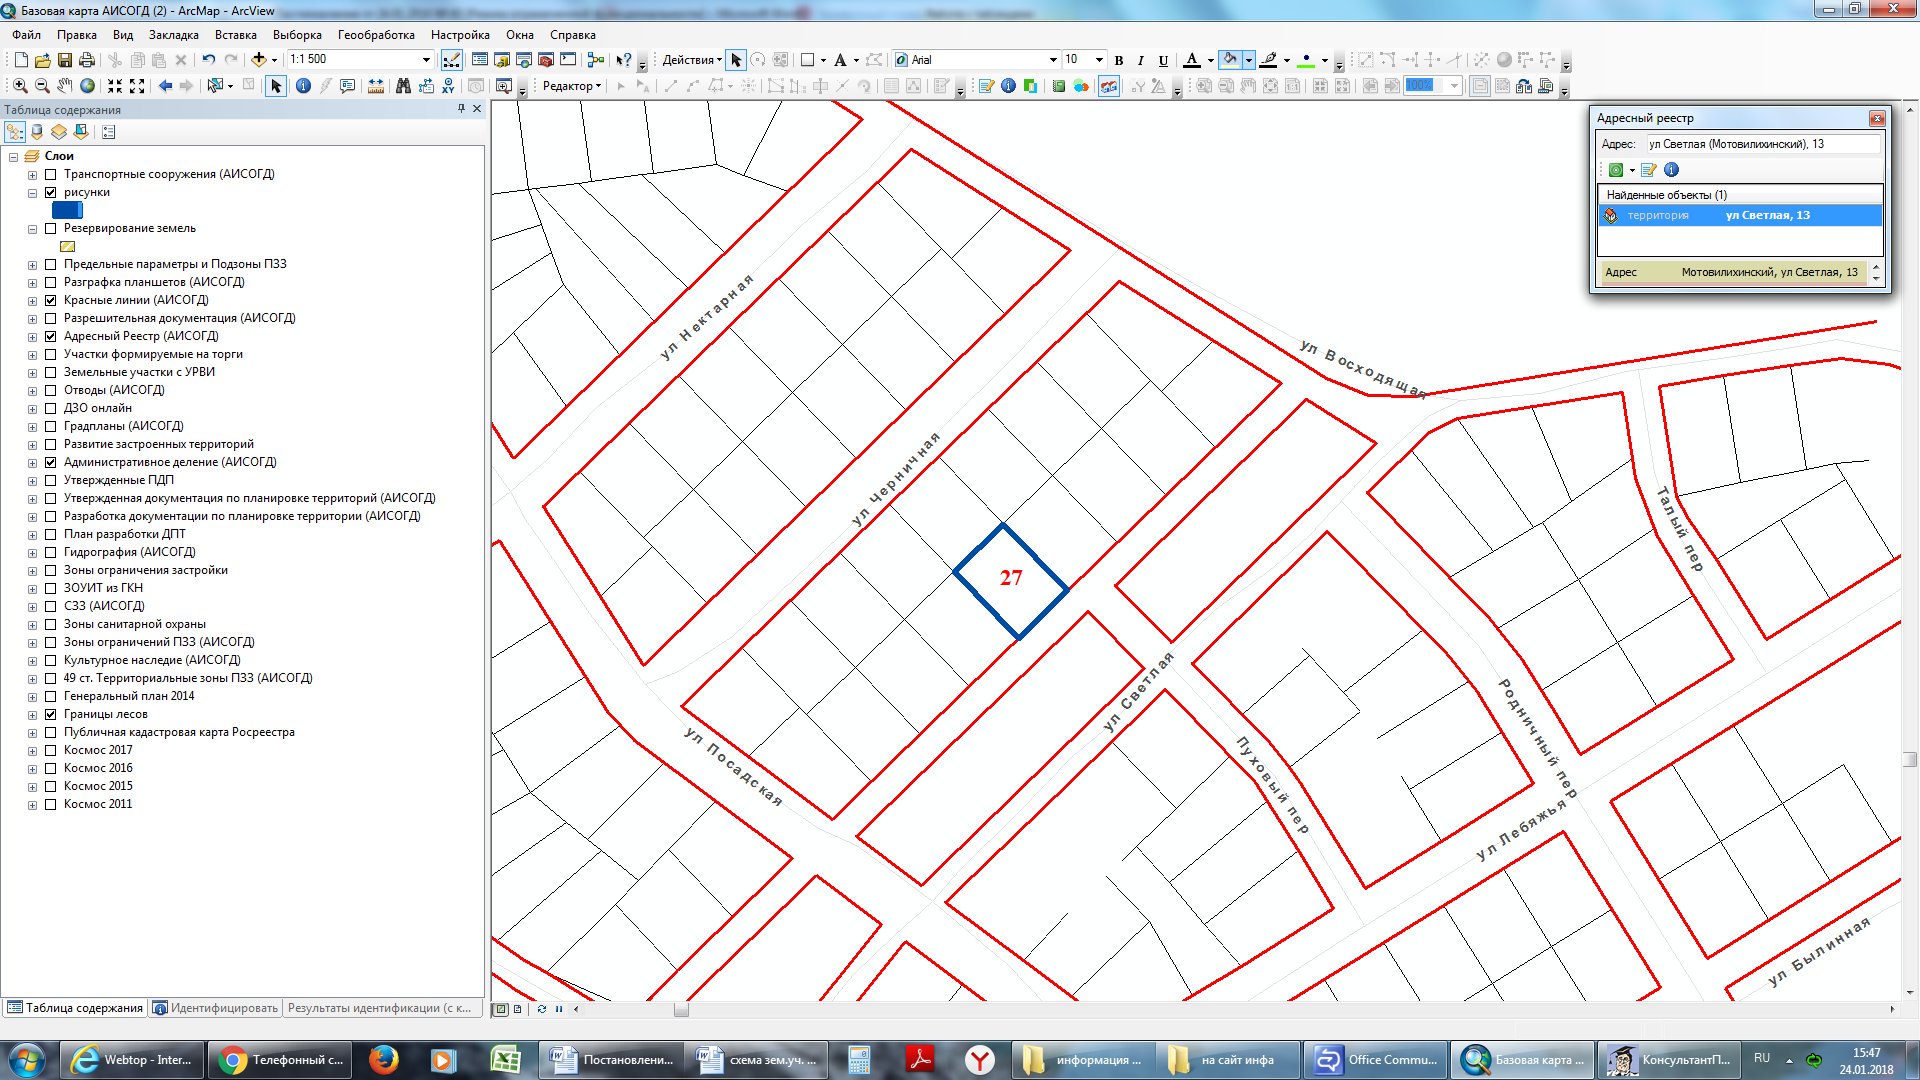 Базовая карта АИСОГД (2) - ArcMap - ArcView
Файл Правка Вид Закладка Вставка Выборка Геообработка Настройка Окна Справка
1:1 500
Действия
Arial
10
B I U
A
Редактор
100%
Таблица содержания
Слои
Транспортные сооружения (АИСОГД)
рисунки
Резервирование земель
Предельные параметры и Подзоны ПЗЗ
Разграфка планшетов (АИСОГД)
Красные линии (АИСОГД)
Разрешительная документация (АИСОГД)
Адресный Реестр (АИСОГД)
Участки формируемые на торги
Земельные участки с УРВИ
Отводы (АИСОГД)
ДЗО онлайн
Градпланы (АИСОГД)
Развитие застроенных территорий
Административное деление (АИСОГД)
Утвержденные ПДП
Утвержденная документация по планировке территорий (АИСОГД)
Разработка документации по планировке территории (АИСОГД)
План разработки ДПТ
Гидрография (АИСОГД)
Зоны ограничения застройки
ЗОУИТ из ГКН
СЗЗ (АИСОГД)
Зоны санитарной охраны
Зоны ограничений ПЗЗ (АИСОГД)
Культурное наследие (АИСОГД)
49 ст. Территориальные зоны ПЗЗ (АИСОГД)
Генеральный план 2014
Границы лесов
Публичная кадастровая карта Росреестра
Космос 2017
Космос 2016
Космос 2015
Космос 2011
Таблица содержания Идентифицировать Результаты идентификации (с к...
ул Нектарная
ул Черничная
ул Восходящая
27
ул Светлая
ул Посадская
Пуховый пер
Родничный пер
Талый пер
ул Лебяжья
ул Былинная
Адресный реестр
Адрес: ул Светлая (Мотовилихинский), 13
Найденные объекты (1)
территория ул Светлая, 13
Адрес Мотовилихинский, ул Светлая, 13
Webtop - Inter...
Телефонный с...
Постановлени...
схема зем.уч. ...
информация ...
на сайт инфа
Office Commu...
Базовая карта ...
КонсультантП...
RU
15:47
24.01.2018